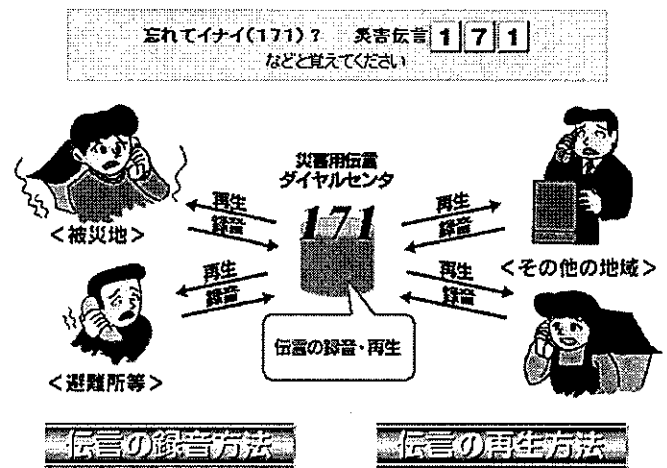 忘れてイナイ(171)? 災害伝言 1 7 1
などと覚えてください
災害用伝言
ダイヤルセンタ
171
再生
録音
<被災地>
再生
録音
<その他の地域>
再生
録音
<避難所等>
再生
録音
伝言の録音・再生
伝言の録音方法
伝言の再生方法